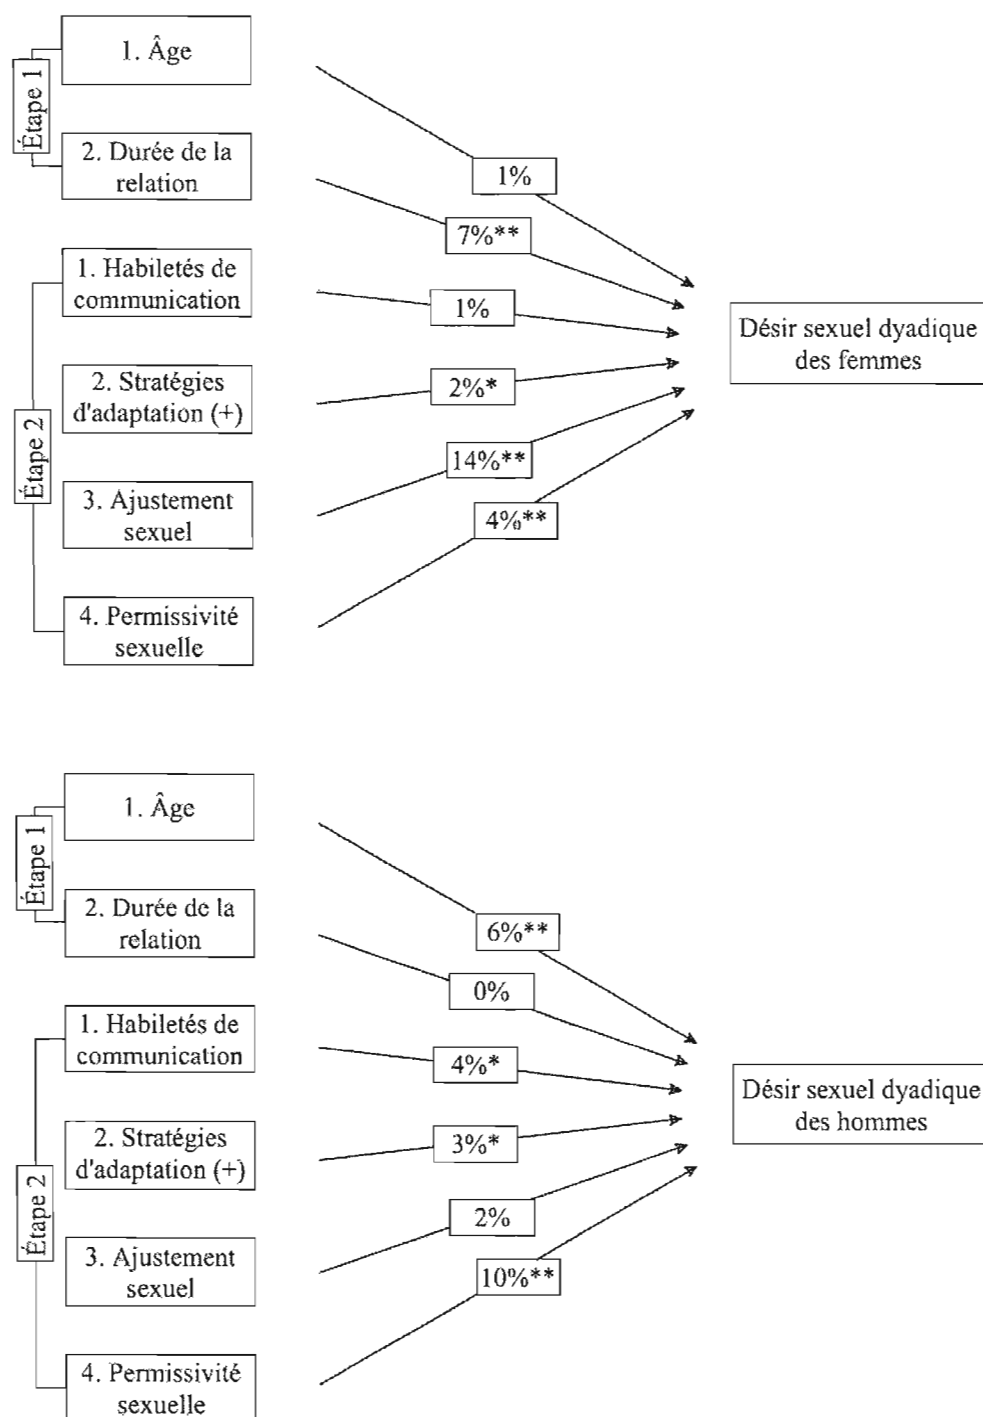 Étape 1
1. Âge
2. Durée de la
relation
Étape 2
1. Habiletés de
communication
2. Stratégies
d'adaptation (+)
3. Ajustement
sexuel
4. Permissivité
sexuelle
1%
7%**
1%
2%*
14%**
4%**
Désir sexuel dyadique
des femmes
Étape 1
1. Âge
2. Durée de la
relation
Étape 2
1. Habiletés de
communication
2. Stratégies
d'adaptation (+)
3. Ajustement
sexuel
4. Permissivité
sexuelle
6%**
0%
4%*
3%*
2%
10%**
Désir sexuel dyadique
des hommes